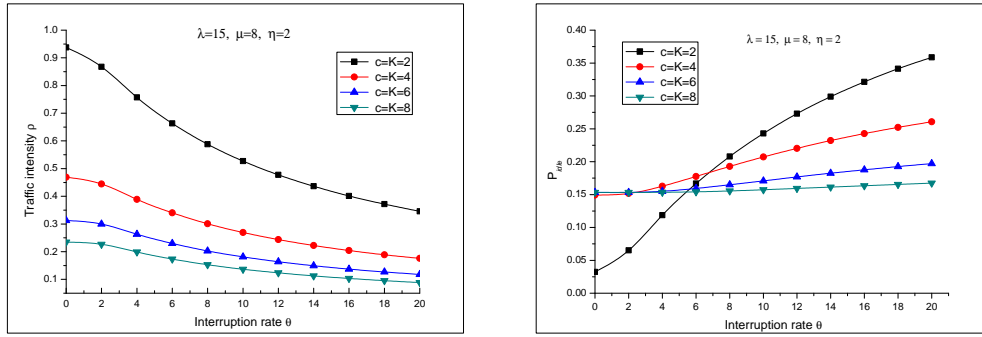 λ=15, μ=8, η=2
c=K=2
c=K=4
c=K=6
c=K=8
Traffic intensity ρ
1.0
0.9
0.8
0.7
0.6
0.5
0.4
0.3
0.2
0.1
0 2 4 6 8 10 12 14 16 18 20
Interruption rate θ
λ = 15, μ = 8, η = 2
c=K=2
c=K=4
c=K=6
c=K=8
P_idle
0.40
0.35
0.30
0.25
0.20
0.15
0.10
0.05
0.00
0 2 4 6 8 10 12 14 16 18 20
Interruption rate θ